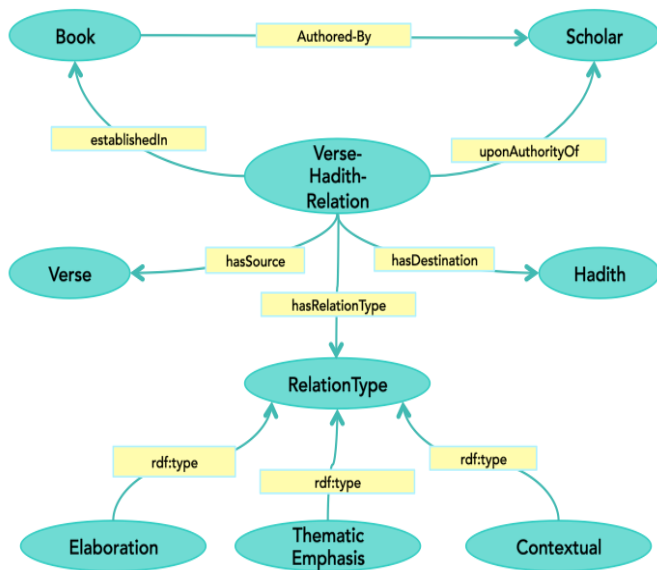 Book
Authored-By
Scholar
establishedIn
Verse-
Hadith-
Relation
uponAuthorityOf
Verse
hasSource
hasDestination
Hadith
hasRelationType
RelationType
rdf:type
rdf:type
rdf:type
Elaboration
Thematic
Emphasis
Contextual